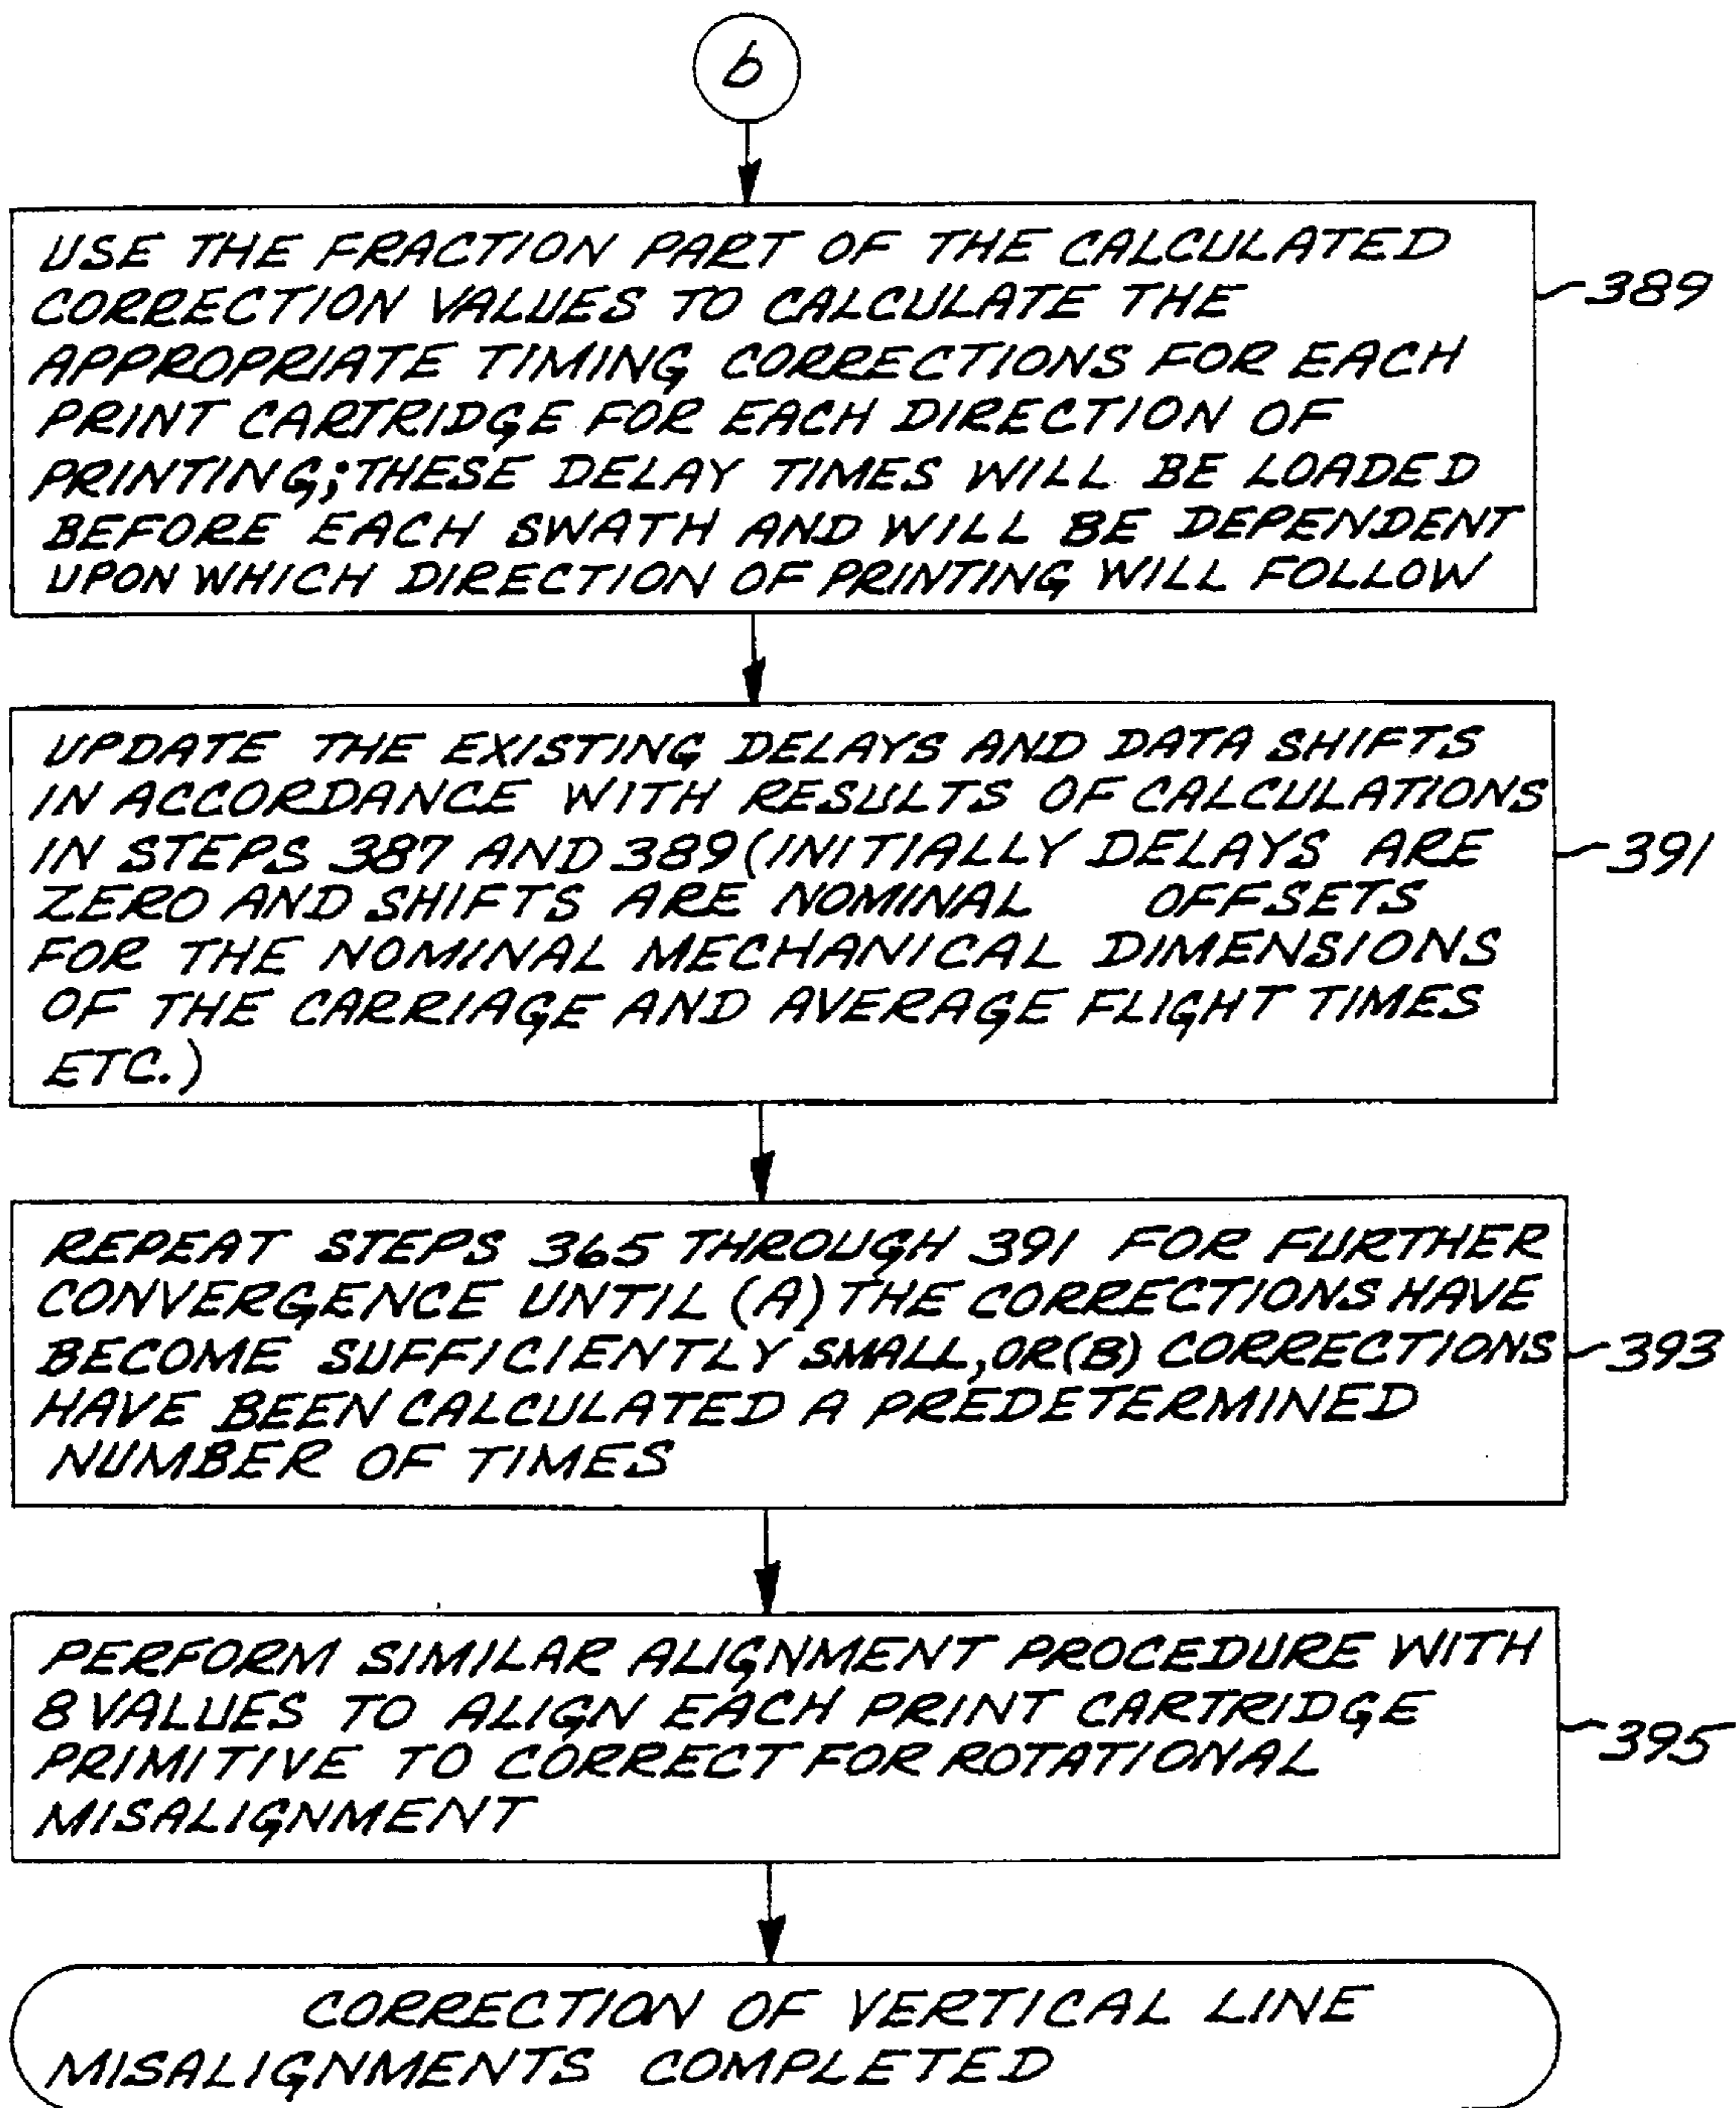 b
USE THE FRACTION PART OF THE CALCULATED
CORRECTION VALUES TO CALCULATE THE
APPROPRIATE TIMING CORRECTIONS FOR EACH
PRINT CARTRIDGE FOR EACH DIRECTION OF
PRINTING; THESE DELAY TIMES WILL BE LOADED
BEFORE EACH SWATH AND WILL BE DEPENDENT
UPON WHICH DIRECTION OF PRINTING WILL FOLLOW
389
UPDATE THE EXISTING DELAYS AND DATA SHIFTS
IN ACCORDANCE WITH RESULTS OF CALCULATIONS
IN STEPS 387 AND 389 (INITIALLY DELAYS ARE
ZERO AND SHIFTS ARE NOMINAL OFFSETS
FOR THE NOMINAL MECHANICAL DIMENSIONS
OF THE CARRIAGE AND AVERAGE FLIGHT TIMES
ETC.)
391
REPEAT STEPS 365 THROUGH 391 FOR FURTHER
CONVERGENCE UNTIL (A) THE CORRECTIONS HAVE
BECOME SUFFICIENTLY SMALL, OR (B) CORRECTIONS
HAVE BEEN CALCULATED A PREDETERMINED
NUMBER OF TIMES
393
PERFORM SIMILAR ALIGNMENT PROCEDURE WITH
8 VALUES TO ALIGN EACH PRINT CARTRIDGE
PRIMITIVE TO CORRECT FOR ROTATIONAL
MISALIGNMENT
395
CORRECTION OF VERTICAL LINE
MISALIGNMENTS COMPLETED